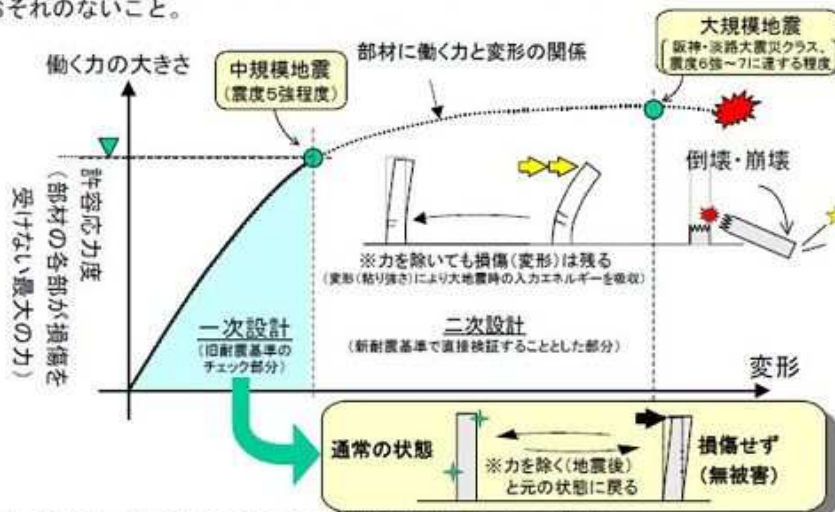 おそれのないこと。
働く力の大きさ
中規模地震
(震度5強程度)
部材に働く力と変形の関係
大規模地震
阪神・淡路大震災クラス、
震度6強〜7に達する程度
許容応力度
(部材の各部が損傷を
受けない最大の力)
倒壊・崩壊
※力を除いても損傷(変形)は残る
(変形(粘り強さ)により大地震時の入力エネルギーを吸収)
一次設計
(旧耐震基準の
チェック部分)
二次設計
(新耐震基準で直接検証することとした部分)
変形
通常の状態
※力を除く(地震後)
と元の状態に戻る
損傷せず
(無被害)